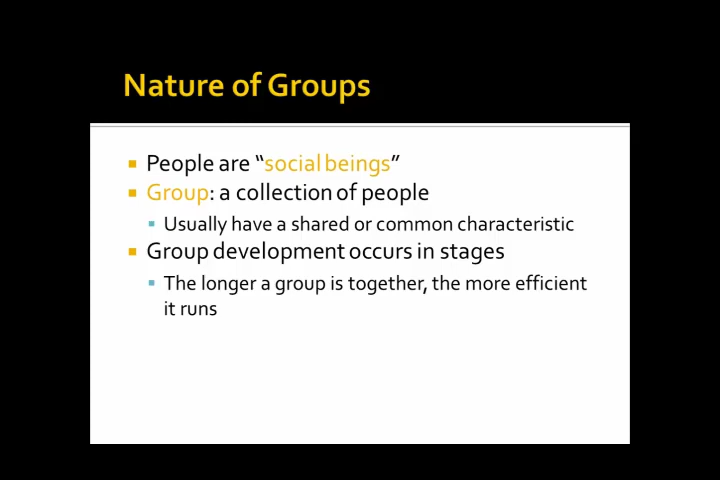 Nature of Groups
People are “social beings”
Group: a collection of people
Usually have a shared or common characteristic
Group development occurs in stages
The longer a group is together, the more efficient
it runs